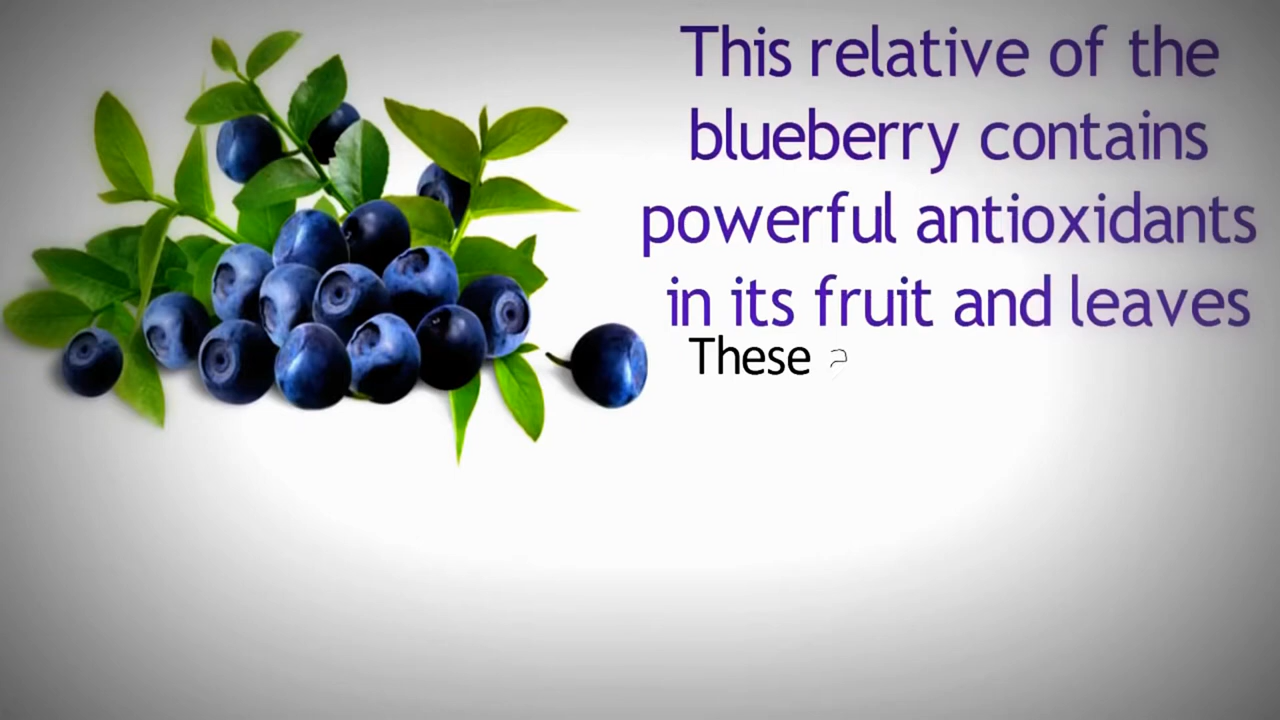 This relative of the
blueberry contains
powerful antioxidants
in its fruit and leaves
These